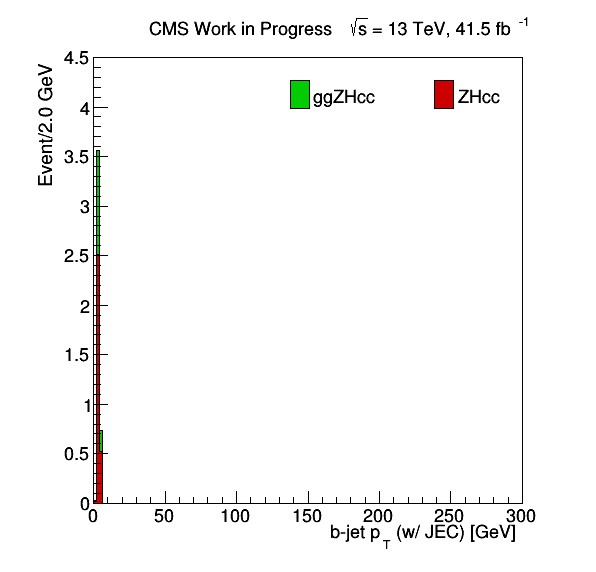 CMS Work in Progress √s = 13 TeV, 41.5 fb⁻¹
Event/2.0 GeV
4.5
4
3.5
3
2.5
2
1.5
1
0.5
0
ggZHcc ZHcc
0 50 100 150 200 250 300
b-jet p_T (w/ JEC) [GeV]